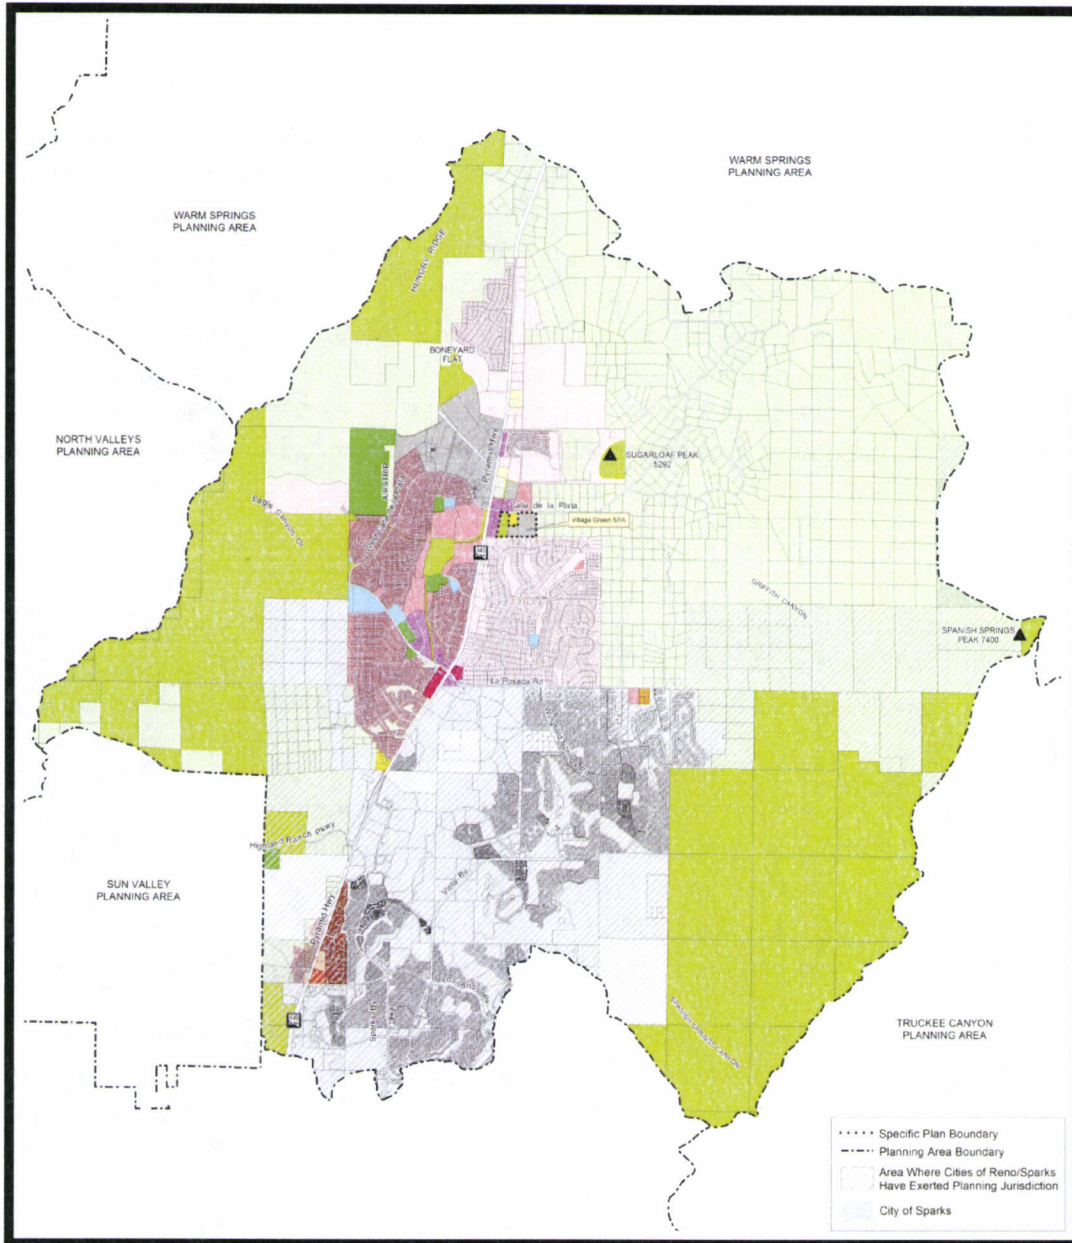 WARM SPRINGS
PLANNING AREA
WARM SPRINGS
PLANNING AREA
HUNGRY RIDGE
BONEYARD
FLAT
NORTH VALLEYS
PLANNING AREA
Pyramid Hwy
SUGARLOAF PEAK
5292
AIRSTRIP
Eagle Canyon Dr
Calle de la Plata
Village Green SPA
GRIFFITH CANYON
SPANISH SPRINGS
PEAK 7400
La Posada Rd
Highland Ranch Pkwy
SUN VALLEY
PLANNING AREA
Vista Bv
Pyramid Hwy
Sparks Bv
SPANISH SPRINGS CANYON
TRUCKEE CANYON
PLANNING AREA
Specific Plan Boundary
Planning Area Boundary
Area Where Cities of Reno/Sparks
Have Exerted Planning Jurisdiction
City of Sparks